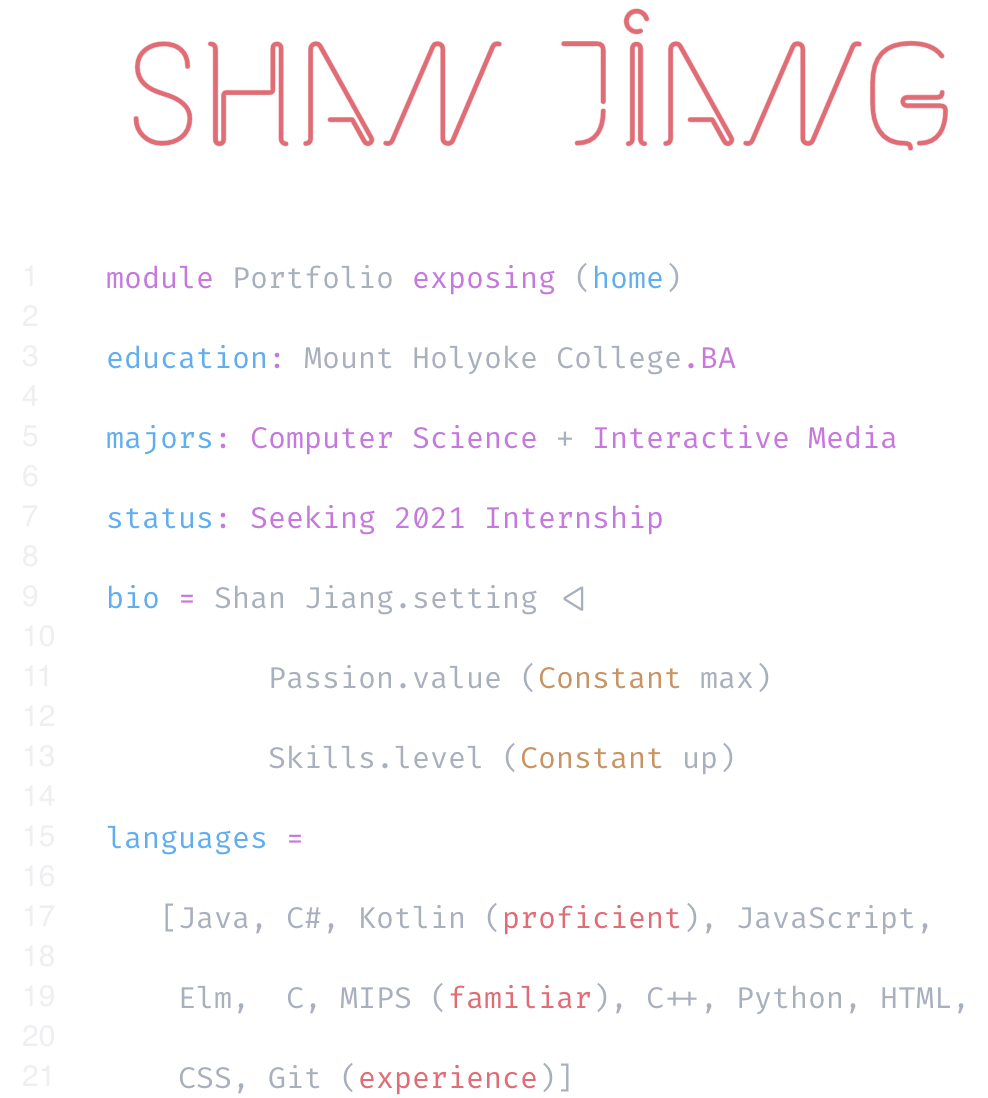 SHAN JIANG
1 module Portfolio exposing (home)
2
3 education: Mount Holyoke College.BA
4
5 majors: Computer Science + Interactive Media
6
7 status: Seeking 2021 Internship
8
9 bio = Shan Jiang.setting <|
10
11 Passion.value (Constant max)
12
13 Skills.level (Constant up)
14
15 languages =
16
17 [Java, C#, Kotlin (proficient), JavaScript,
18
19 Elm, C, MIPS (familiar), C++, Python, HTML,
20
21 CSS, Git (experience)]